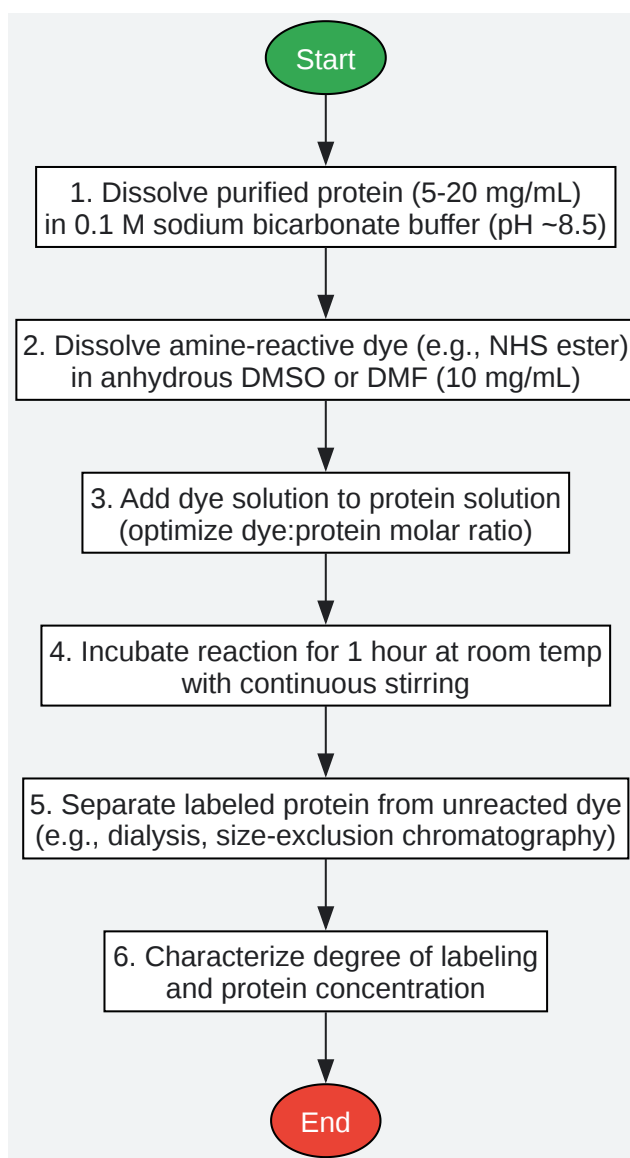 Start
1. Dissolve purified protein (5-20 mg/mL)
in 0.1 M sodium bicarbonate buffer (pH ~8.5)
2. Dissolve amine-reactive dye (e.g., NHS ester)
in anhydrous DMSO or DMF (10 mg/mL)
3. Add dye solution to protein solution
(optimize dye:protein molar ratio)
4. Incubate reaction for 1 hour at room temp
with continuous stirring
5. Separate labeled protein from unreacted dye
(e.g., dialysis, size-exclusion chromatography)
6. Characterize degree of labeling
and protein concentration
End